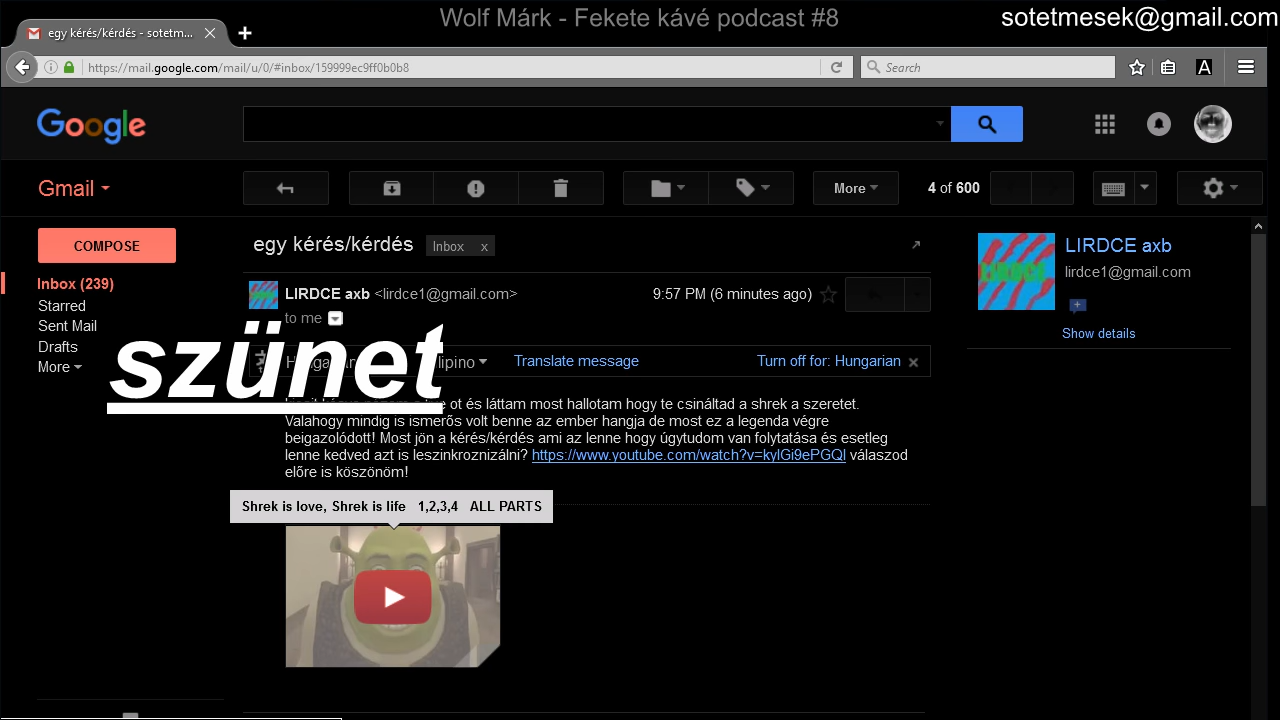 Wolf Márk - Fekete kávé podcast #8
sotetmesek@gmail.com
egy kérés/kérdés - sotetm...
https://mail.google.com/mail/u/0/#inbox/159999ec9ff0b0b8
Search
A
Google
Gmail
More
4 of 600
COMPOSE
Inbox (239)
Starred
Sent Mail
Drafts
More
egy kérés/kérdés
Inbox x
LIRDCE axb <lirdce1@gmail.com>
9:57 PM (6 minutes ago)
to me
szünet
Translate message
Turn off for: Hungarian
ot és láttam most hallotam hogy te csináltad a shrek a szeretet.
Valahogy mindig is ismerős volt benne az ember hangja de most ez a legenda végre
beigazolódott! Most jön a kérés/kérdés ami az lenne hogy úgytudom van folytatása és esetleg
lenne kedved azt is leszinkroznizálni? https://www.youtube.com/watch?v=kylGi9ePGQI válaszod
előre is köszönöm!
Shrek is love, Shrek is life 1,2,3,4 ALL PARTS
LIRDCE axb
lirdce1@gmail.com
Show details